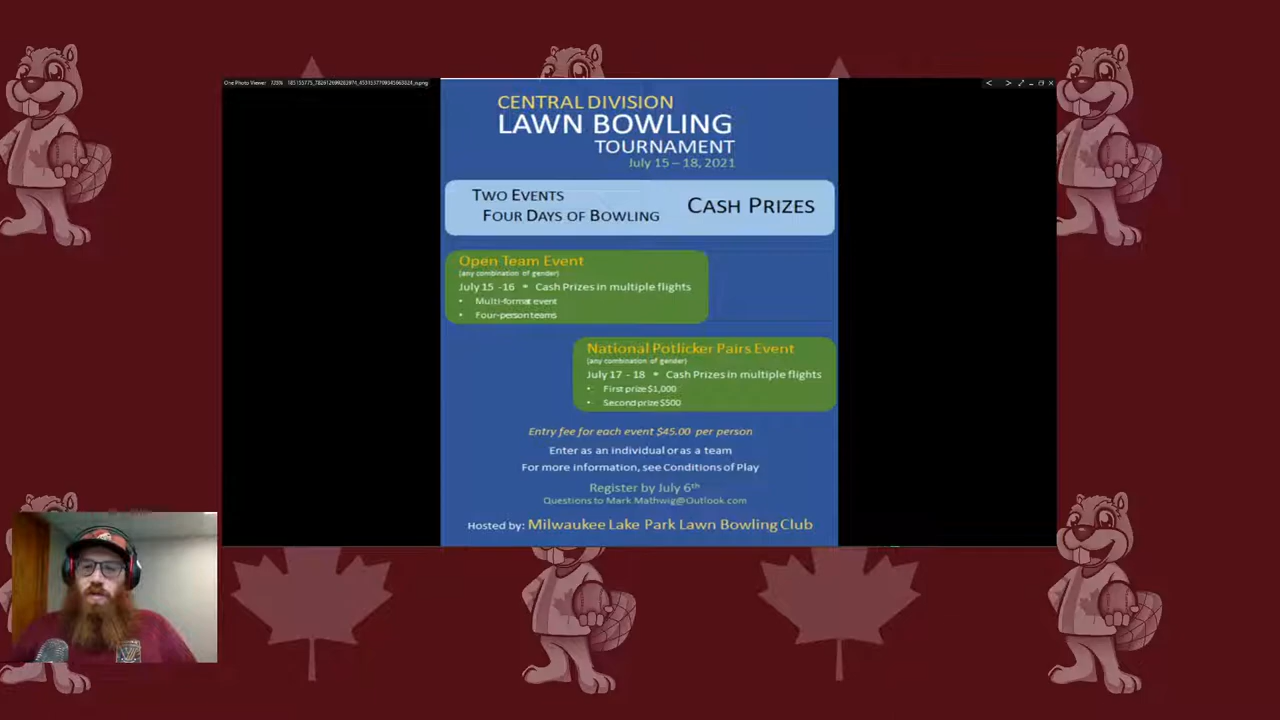 One Photo Viewer 723%
CENTRAL DIVISION
LAWN BOWLING
TOURNAMENT
July 15 – 18, 2021
TWO EVENTS
FOUR DAYS OF BOWLING
CASH PRIZES
Open Team Event
(any combination of gender)
July 15 -16 * Cash Prizes in multiple flights
• Multi-format event
• Four-person teams
National Potlicker Pairs Event
(any combination of gender)
July 17 - 18 * Cash Prizes in multiple flights
• First prize $1,000
• Second prize $500
Entry fee for each event $45.00 per person
Enter as an individual or as a team
For more information, see Conditions of Play
Register by July 6th
Questions to Mark Mathwig@Outlook.com
Hosted by: Milwaukee Lake Park Lawn Bowling Club